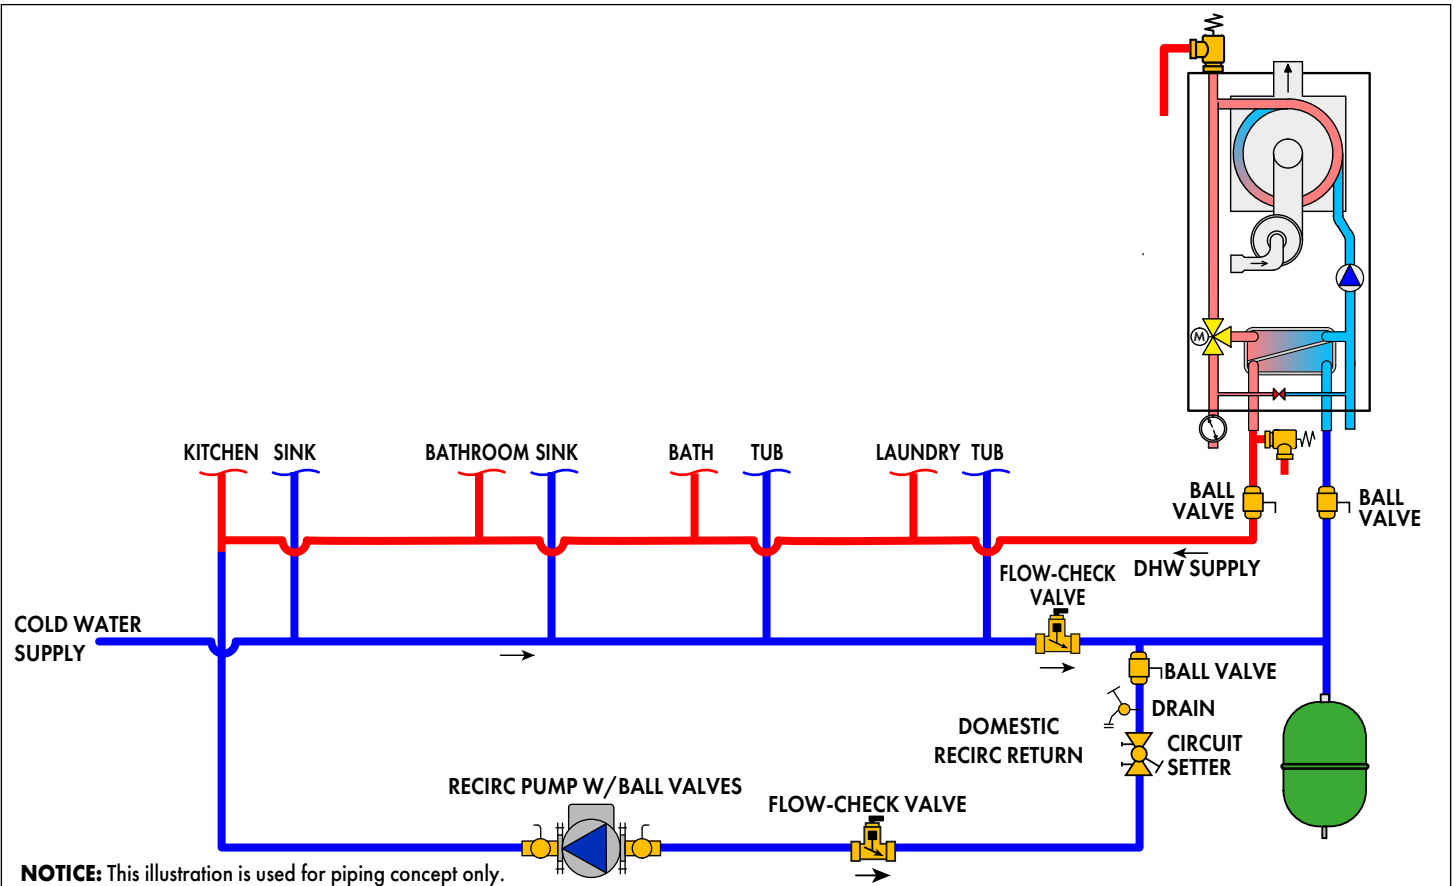 M
KITCHEN SINK
BATHROOM SINK
BATH TUB
LAUNDRY TUB
BALL
VALVE
BALL
VALVE
DHW SUPPLY
FLOW-CHECK
VALVE
COLD WATER
SUPPLY
BALL VALVE
DRAIN
DOMESTIC
RECIRC RETURN
CIRCUIT
SETTER
RECIRC PUMP W/BALL VALVES
FLOW-CHECK VALVE
NOTICE: This illustration is used for piping concept only.